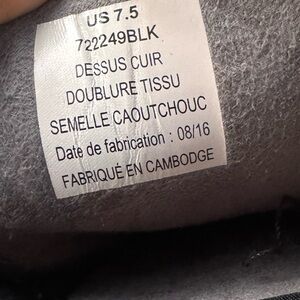 US 7.5
722249BLK
DESSUS CUIR
DOUBLURE TISSU
SEMELLE CAOUTCHOUC
Date de fabrication : 08/16
FABRIQUÉ EN CAMBODGE